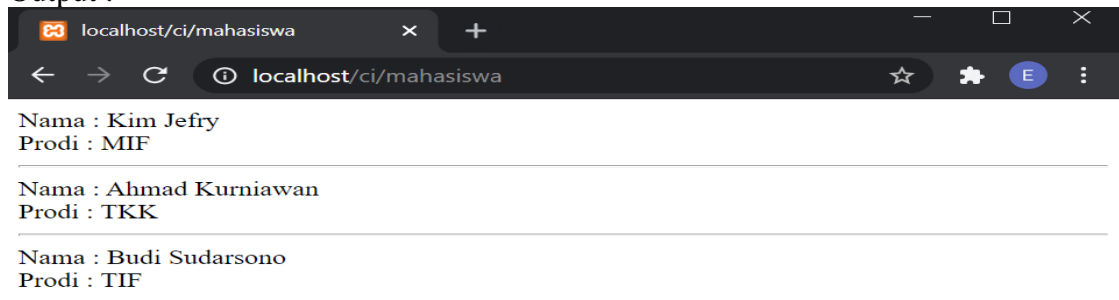 localhost/ci/mahasiswa
localhost/ci/mahasiswa
E
Nama : Kim Jefry
Prodi : MIF
Nama : Ahmad Kurniawan
Prodi : TKK
Nama : Budi Sudarsono
Prodi : TIF